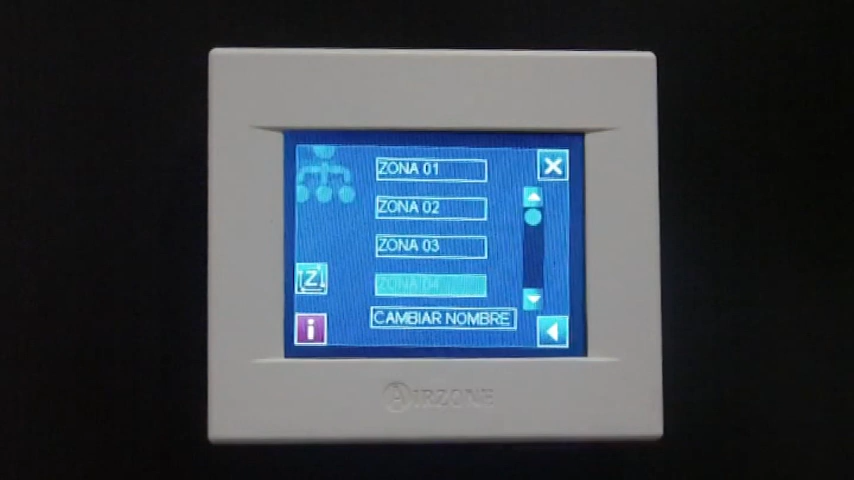 ZONA 01
ZONA 02
ZONA 03
ZONA 04
CAMBIAR NOMBRE
Z
i
AIRZONE